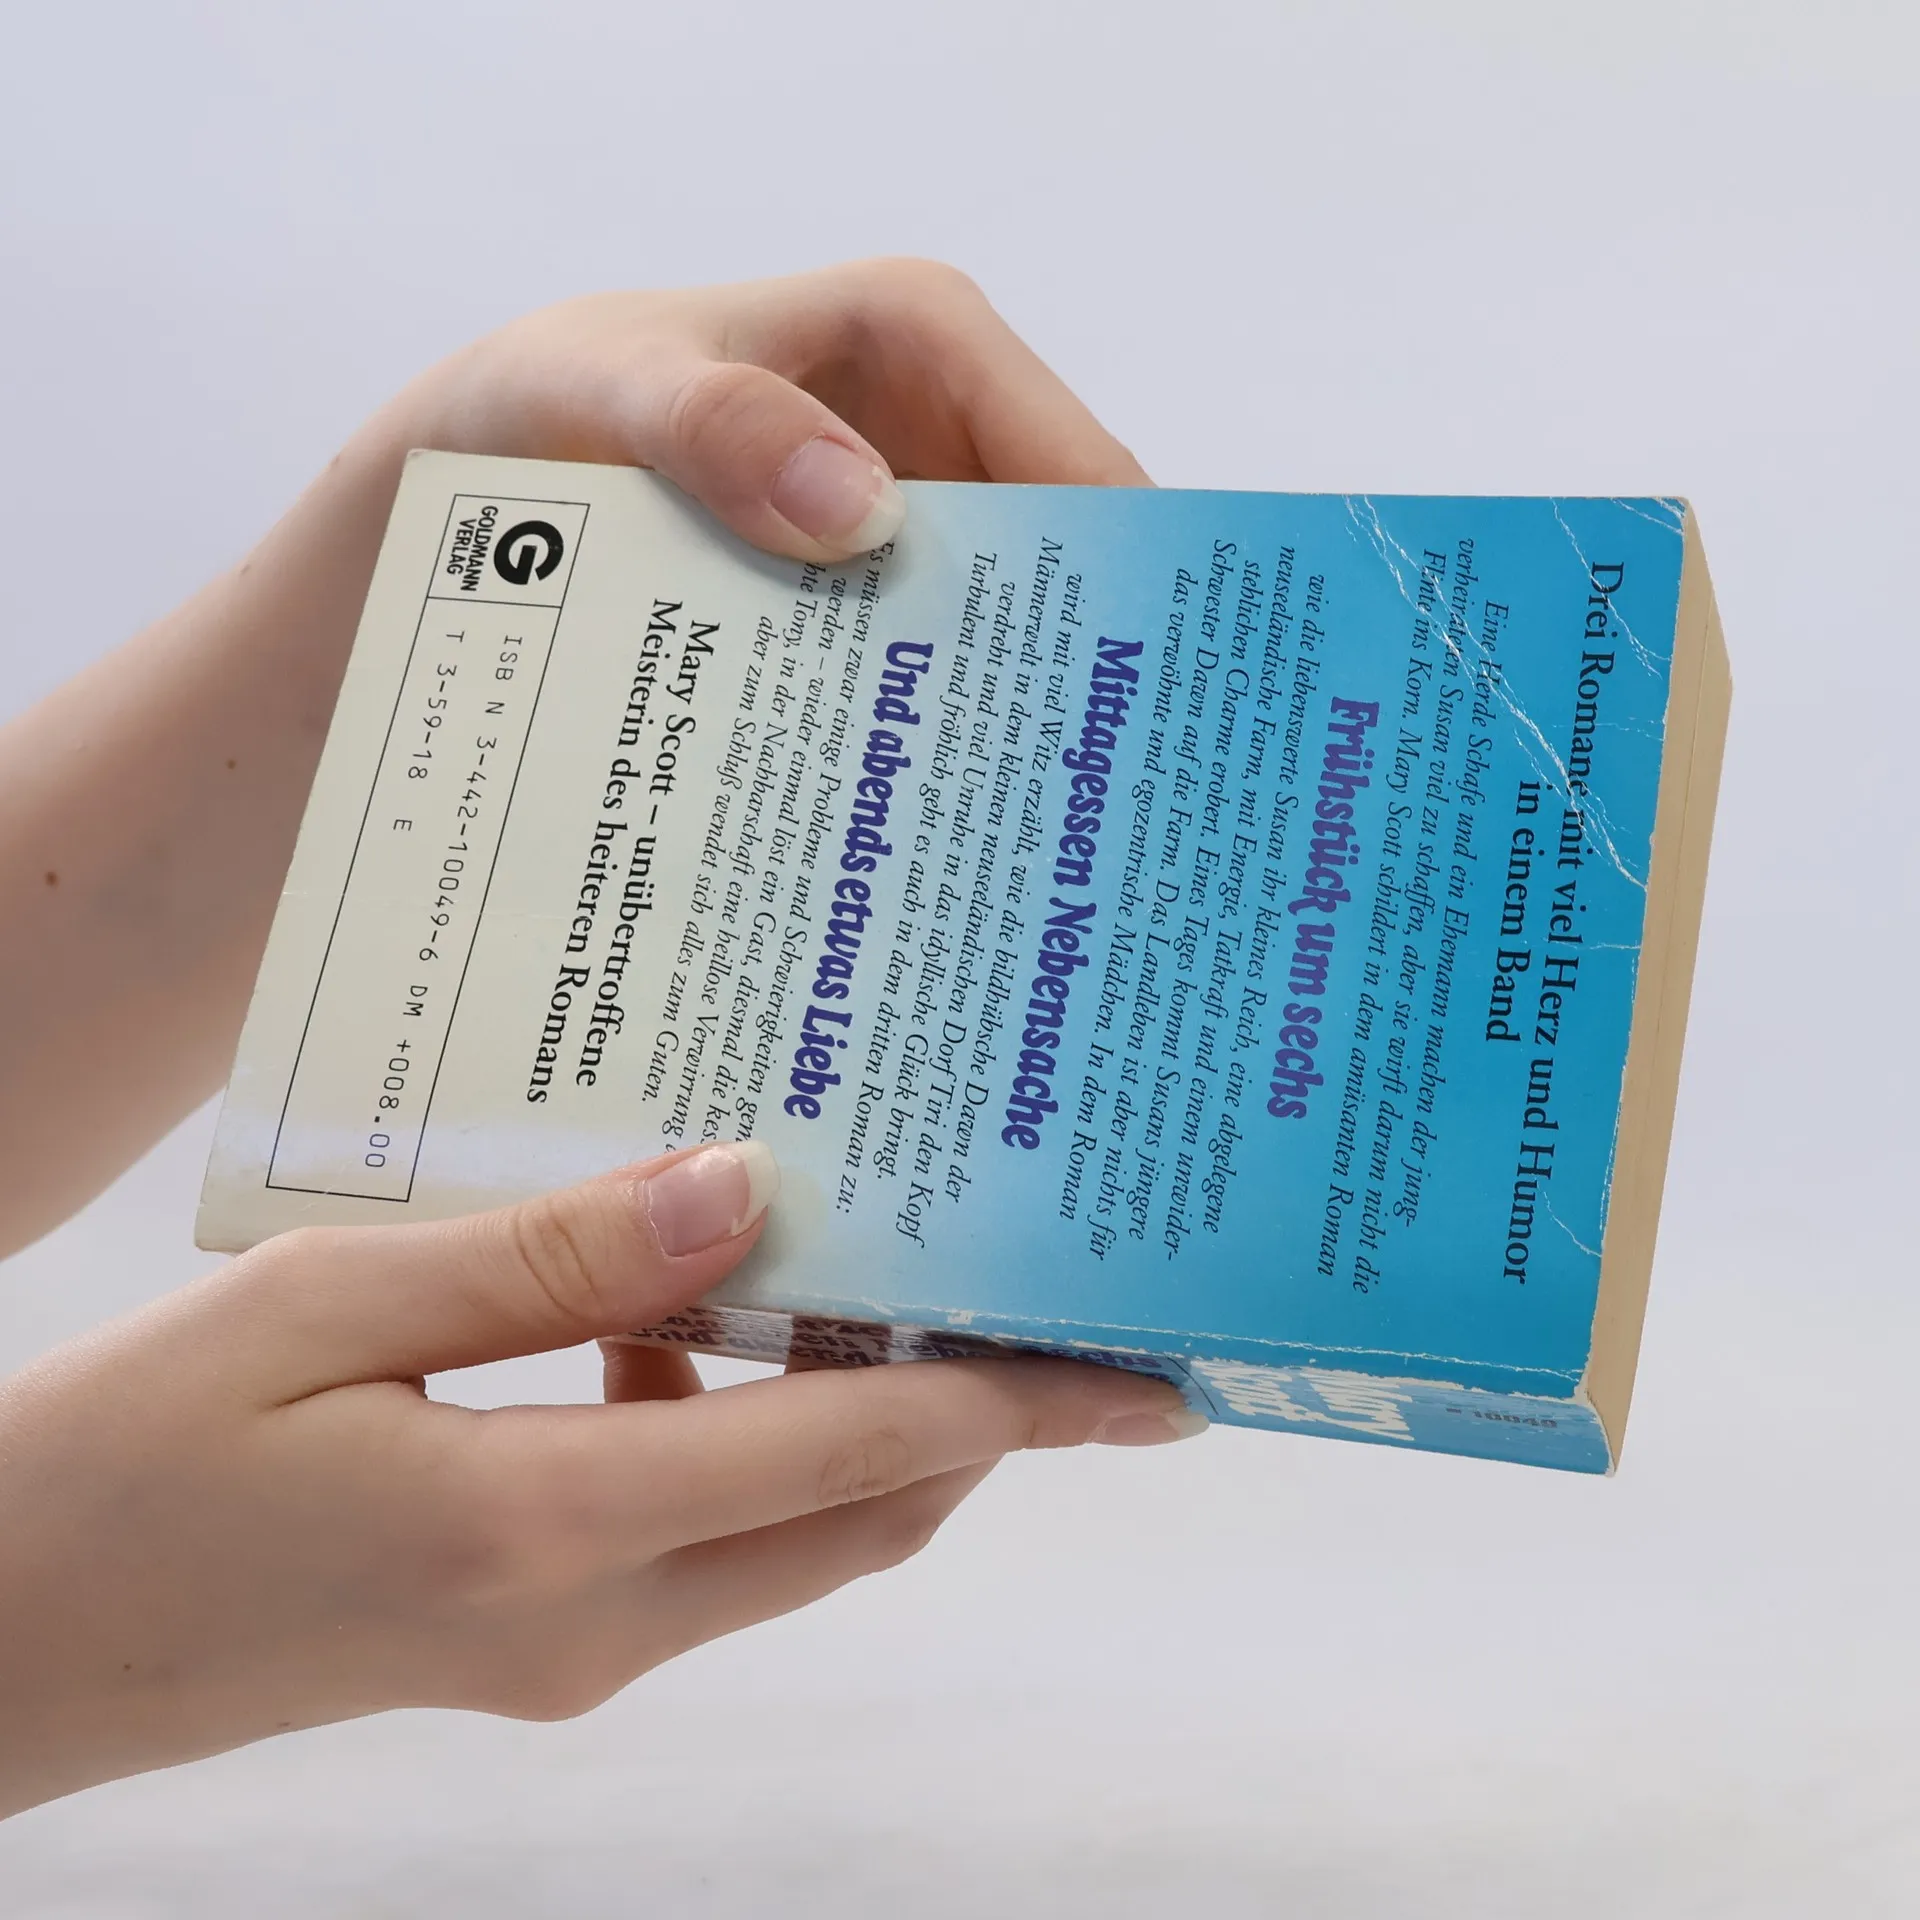 Drei Romane mit viel Herz und Humor
in einem Band
Eine Herde Schafe und ein Ehemann machen der jung-
verheirateten Susan viel zu schaffen, aber sie wirft darum nicht die
Flinte ins Korn. Mary Scott schildert in dem amüsanten Roman
Frühstück um sechs
wie die liebenswerte Susan ihr kleines Reich, eine abgelegene
neuseeländische Farm, mit Energie, Tatkraft und einem unwider-
stehlichen Charme erobert. Eines Tages kommt Susans jüngere
Schwester Dawn auf die Farm. Das Landleben ist aber nichts für
das verwöhnte und egozentrische Mädchen. In dem Roman
Mittagessen Nebensache
wird mit viel Witz erzählt, wie die bildhübsche Dawn der
Männerwelt in dem kleinen neuseeländischen Dorf Tiri den Kopf
verdreht und viel Unruhe in das idyllische Glück bringt.
Turbulent und fröhlich geht es auch in dem dritten Roman zu:
Und abends etwas Liebe
Es müssen zwar einige Probleme und Schwierigkeiten gem
werden – wieder einmal löst ein Gast, diesmal die kes
bte Tony, in der Nachbarschaft eine heillose Verwirrung
aber zum Schluß wendet sich alles zum Guten.
Mary Scott – unübertroffene
Meisterin des heiteren Romans
G
GOLDMANN
VERLAG
ISBN 3-442-10049-6 DM +008.00
T 3-59-18 E
Mary
Scott
10049